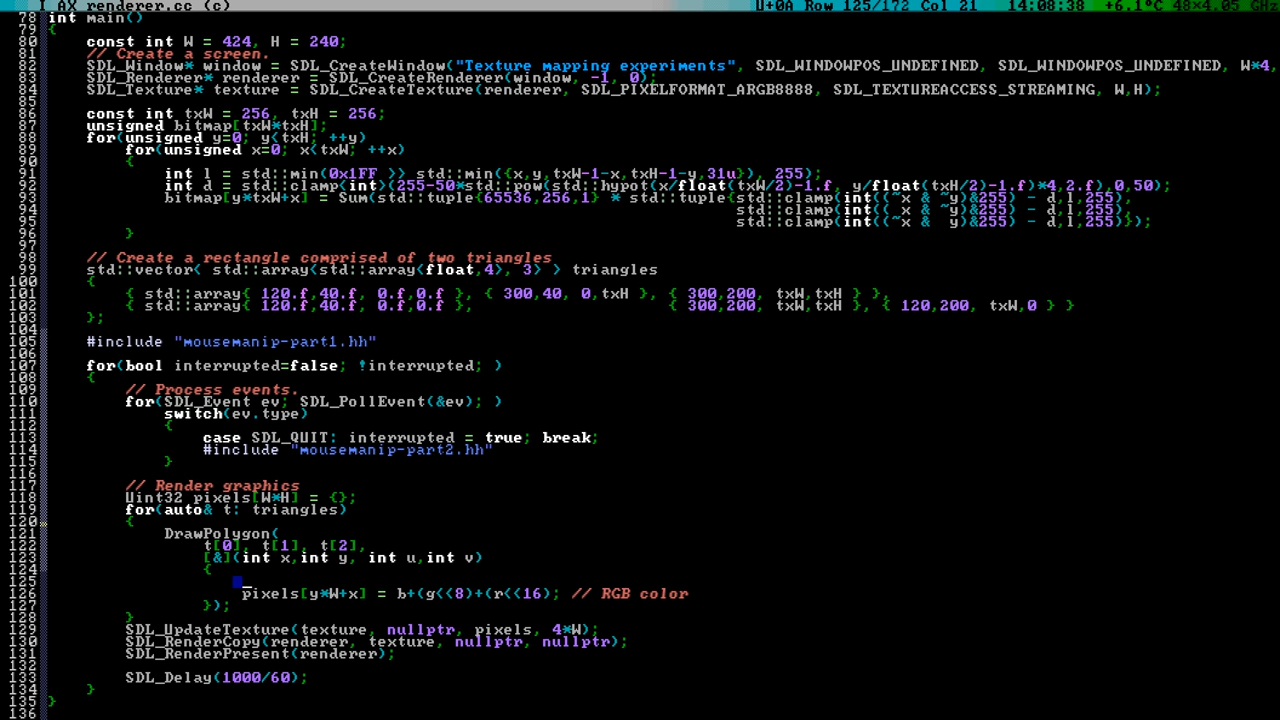 I AX renderer.cc (c) U+0A Row 125/172 Col 21 14:08:38 +6.1°C 48×4.05 GHz
78 int main()
79 {
80 const int W = 424, H = 240;
81 // Create a screen.
82 SDL_Window* window = SDL_CreateWindow("Texture mapping experiments", SDL_WINDOWPOS_UNDEFINED, SDL_WINDOWPOS_UNDEFINED, W*4,
83 SDL_Renderer* renderer = SDL_CreateRenderer(window, -1, 0);
84 SDL_Texture* texture = SDL_CreateTexture(renderer, SDL_PIXELFORMAT_ARGB8888, SDL_TEXTUREACCESS_STREAMING, W,H);
85
86 const int txW = 256, txH = 256;
87 unsigned bitmap[txW*txH];
88 for(unsigned y=0; y<txH; ++y)
89 for(unsigned x=0; x<txW; ++x)
90 {
91 int l = std::min(0x1FF >> std::min({x,y,txW-1-x,txH-1-y,31u}), 255);
92 int d = std::clamp(int)(255-50*std::pow(std::hypot(x/float(txW/2)-1.f, y/float(txH/2)-1.f)*4,2.f),0,50);
93 bitmap[y*txW+x] = Sum(std::tuple{65536,256,1} * std::tuple{std::clamp(int((~x & ~y)&255) - d,l,255),
94 std::clamp(int((~x & ~y)&255) - d,l,255),
95 std::clamp(int((~x & y)&255) - d,l,255)});
96 }
97
98 // Create a rectangle comprised of two triangles
99 std::vector< std::array<std::array<float,4>, 3> > triangles
100 {
101 { std::array{ 120.f,40.f, 0.f,0.f }, { 300,40, 0,txH }, { 300,200, txW,txH } },
102 { std::array{ 120.f,40.f, 0.f,0.f }, { 300,200, txW,txH }, { 120,200, txW,0 } }
103 };
104
105 #include "mousemanip-part1.hh"
106
107 for(bool interrupted=false; !interrupted; )
108 {
109 // Process events.
110 for(SDL_Event ev; SDL_PollEvent(&ev); )
111 switch(ev.type)
112 {
113 case SDL_QUIT: interrupted = true; break;
114 #include "mousemanip-part2.hh"
115 }
116
117 // Render graphics
118 Uint32 pixels[W*H] = {};
119 for(auto& t: triangles)
120 {
121 DrawPolygon(
122 t[0], t[1], t[2],
123 [&](int x,int y, int u,int v)
124 {
125
126 pixels[y*W+x] = b+(g<<8)+(r<<16); // RGB color
127 });
128 }
129 SDL_UpdateTexture(texture, nullptr, pixels, 4*W);
130 SDL_RenderCopy(renderer, texture, nullptr, nullptr);
131 SDL_RenderPresent(renderer);
132
133 SDL_Delay(1000/60);
134 }
135 }
136